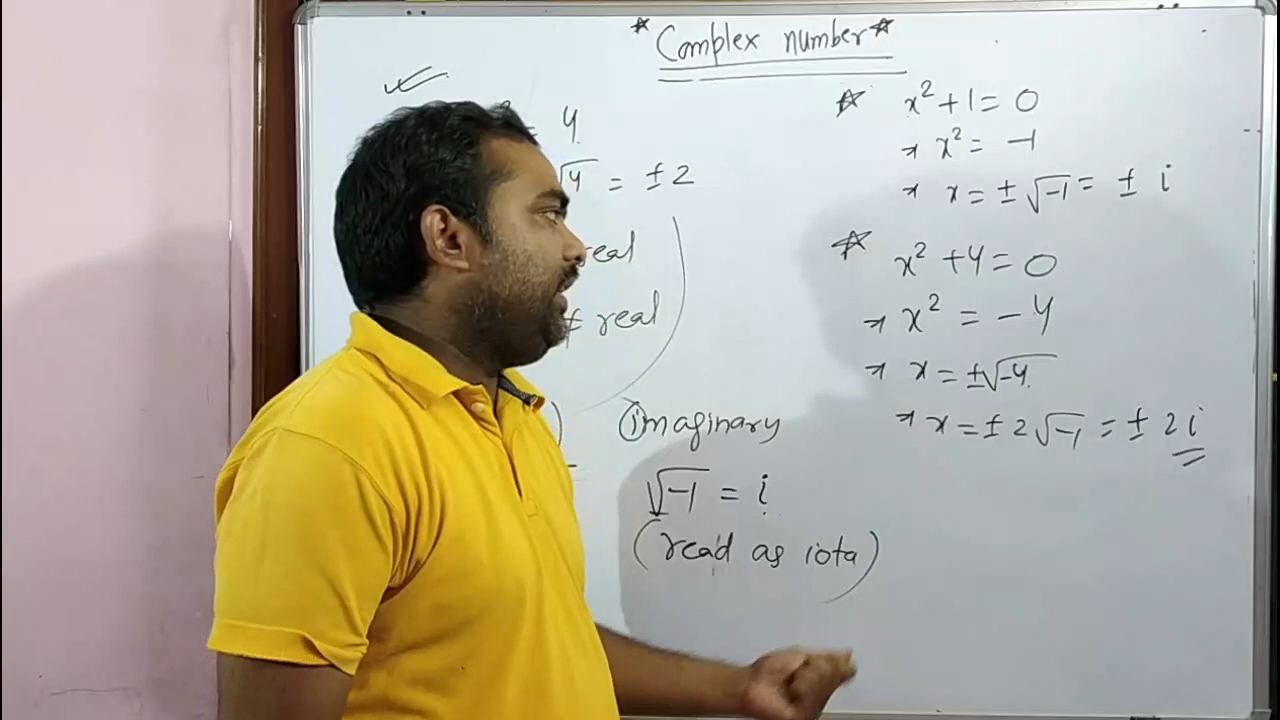 *Complex number*
= 4
√4 = ±2
real
≠ real
imaginary
√-1 = i
(read as iota)
☆ x² + 1 = 0
→ x² = -1
→ x = ± √-1 = ± i
☆ x² + 4 = 0
→ x² = -4
→ x = ±√-4
→ x = ± 2√-1 = ± 2i